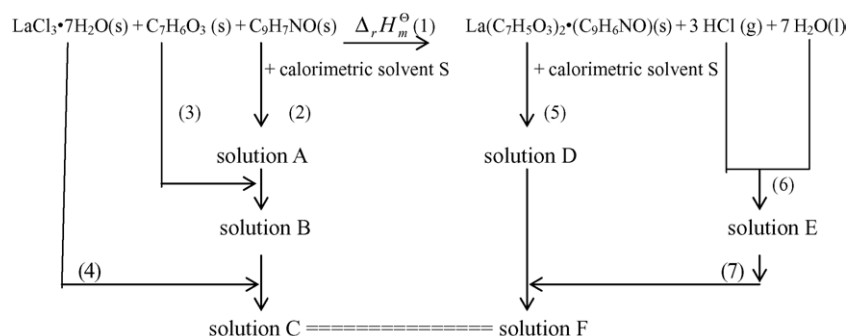 LaCl₃•7H₂O(s) + C₇H₆O₃ (s) + C₉H₇NO(s) ΔᵣHₘ^Θ(1) La(C₇H₅O₃)₂•(C₉H₆NO)(s) + 3 HCl (g) + 7 H₂O(l)
+ calorimetric solvent S + calorimetric solvent S
(3) (2) (5)
solution A solution D
(6)
solution B solution E
(4) (7)
solution C =============== solution F